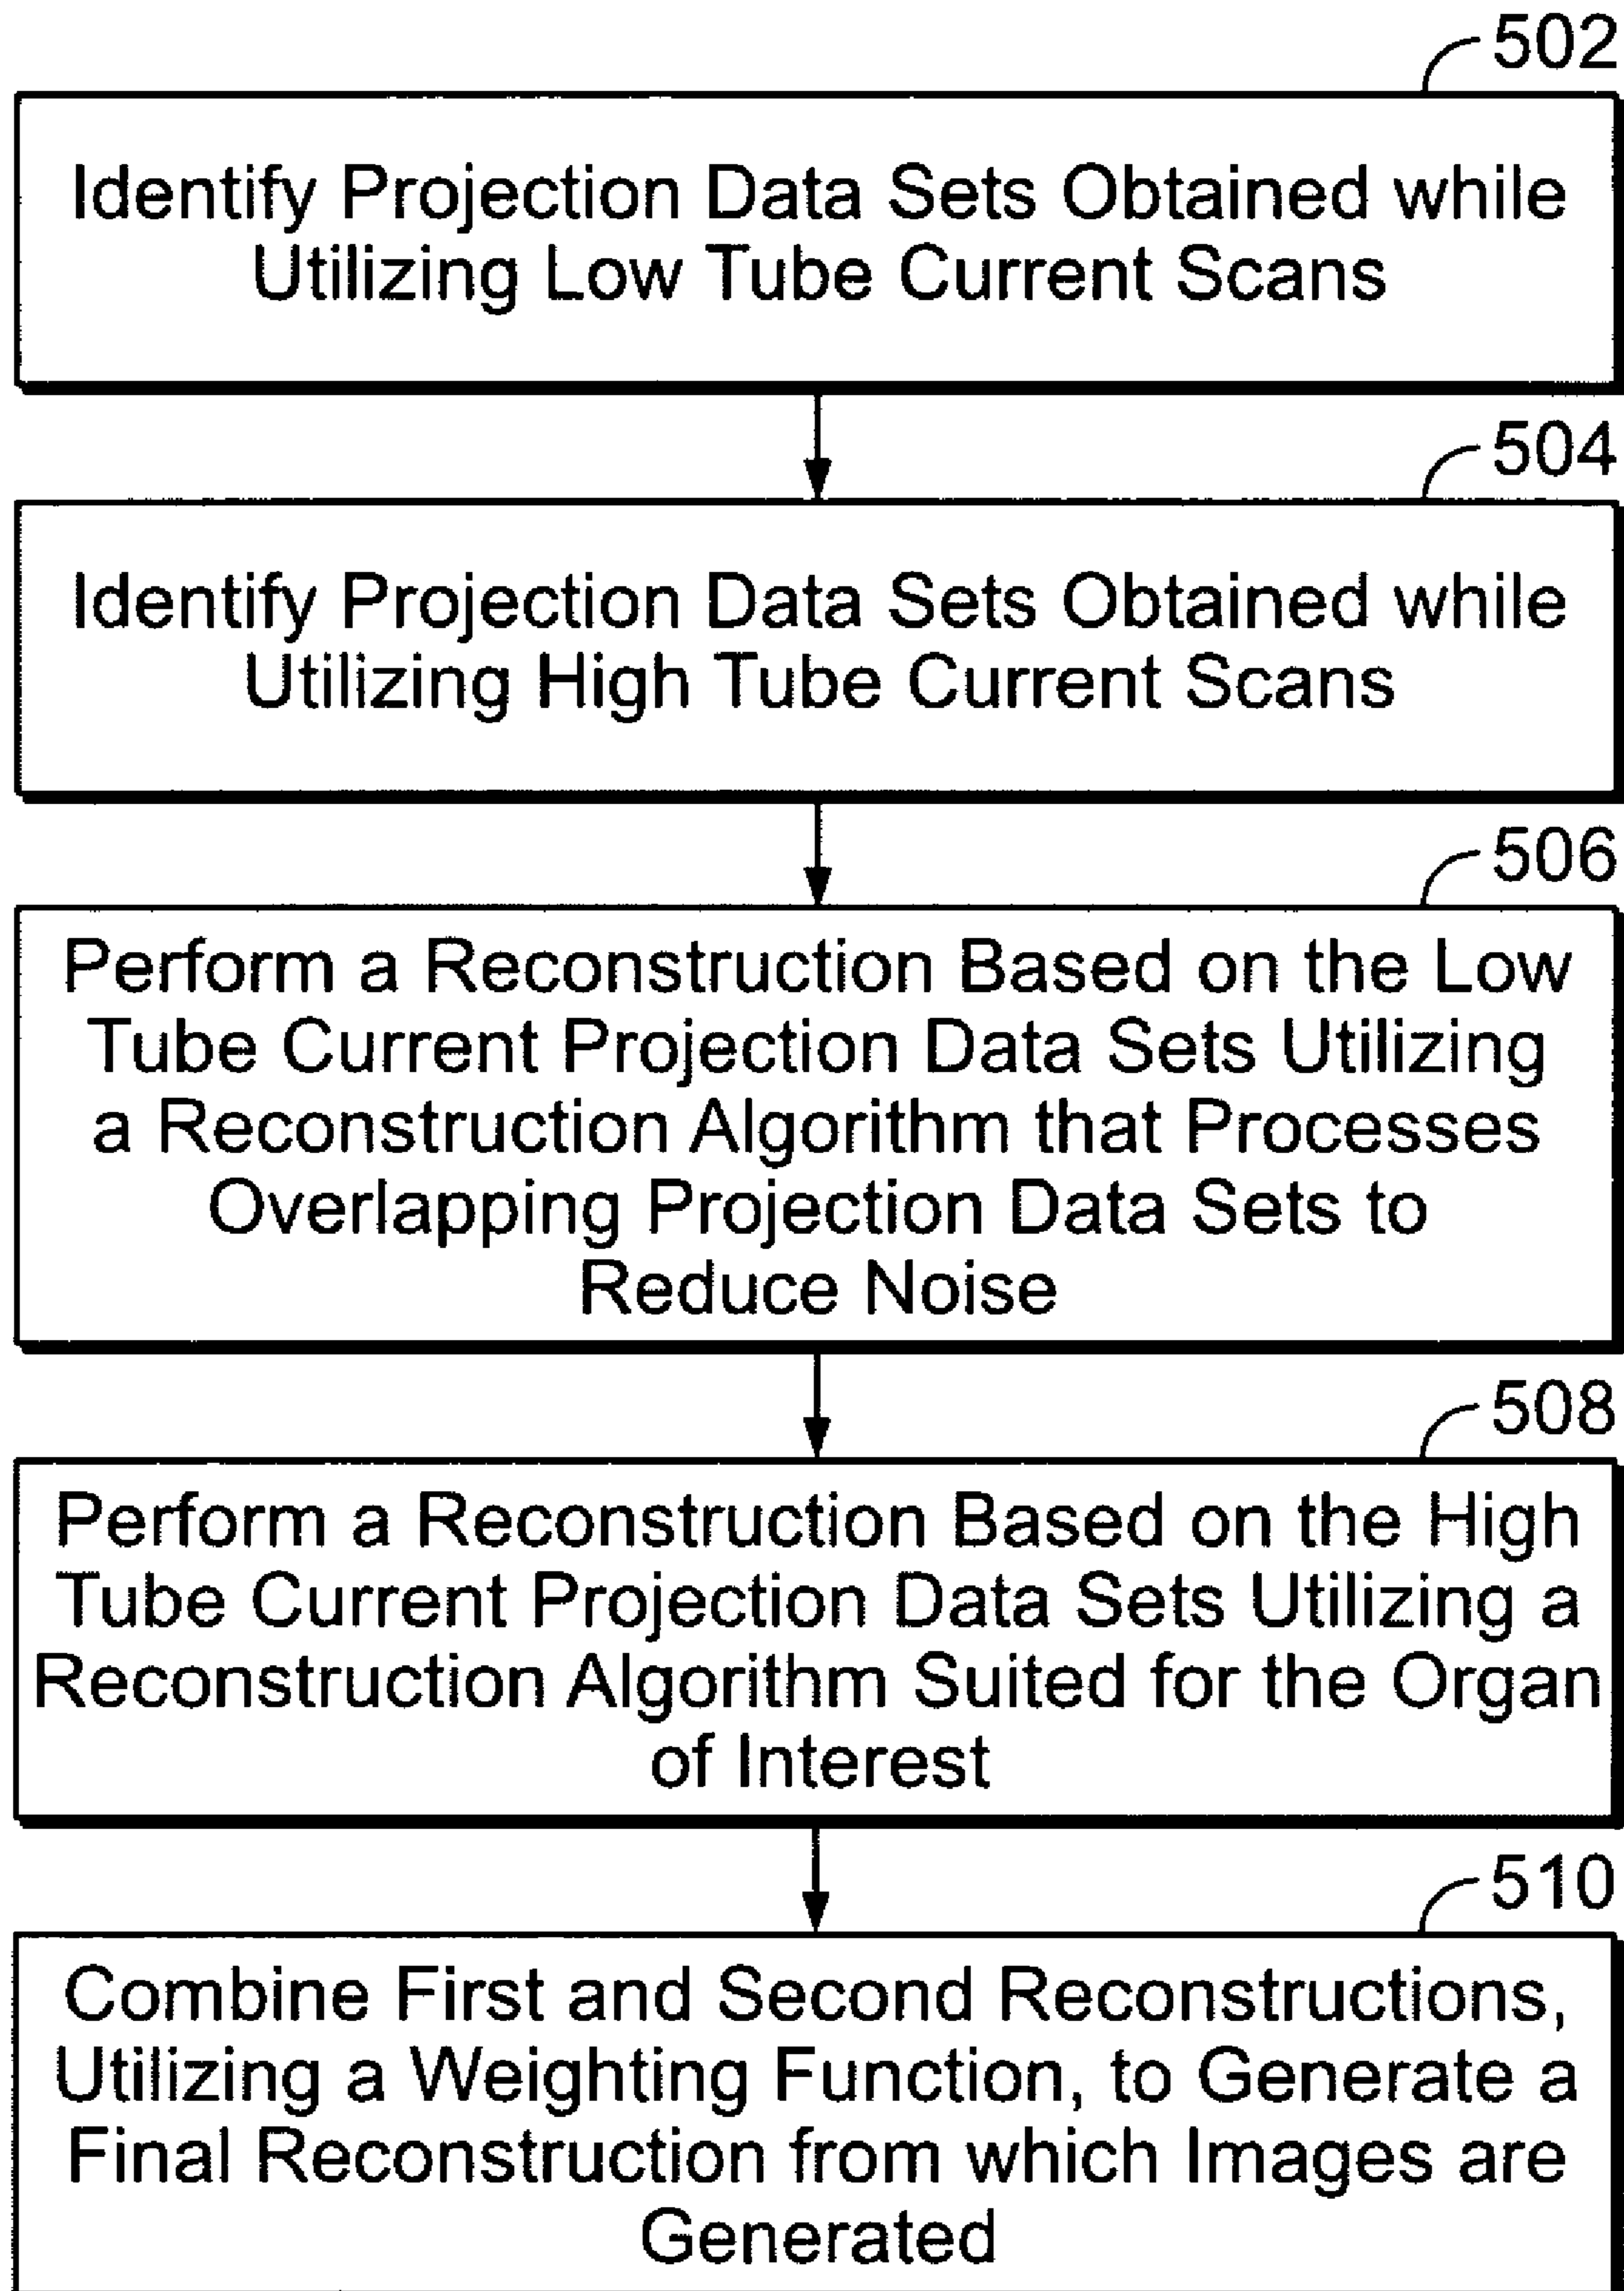 502
Identify Projection Data Sets Obtained while
Utilizing Low Tube Current Scans
504
Identify Projection Data Sets Obtained while
Utilizing High Tube Current Scans
506
Perform a Reconstruction Based on the Low
Tube Current Projection Data Sets Utilizing
a Reconstruction Algorithm that Processes
Overlapping Projection Data Sets to
Reduce Noise
508
Perform a Reconstruction Based on the High
Tube Current Projection Data Sets Utilizing a
Reconstruction Algorithm Suited for the Organ
of Interest
510
Combine First and Second Reconstructions,
Utilizing a Weighting Function, to Generate a
Final Reconstruction from which Images are
Generated